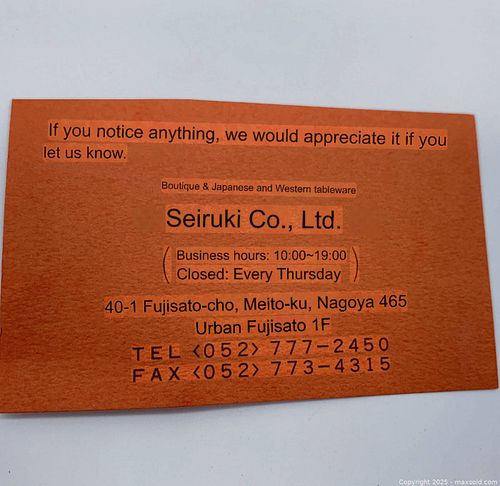 If you notice anything, we would appreciate it if you
let us know.
Boutique & Japanese and Western tableware
Seiruki Co., Ltd.
Business hours: 10:00~19:00
Closed: Every Thursday
40-1 Fujisato-cho, Meito-ku, Nagoya 465
Urban Fujisato 1F
TEL <052> 777-2450
FAX <052> 773-4315
Copyright 2025 - maxsold.com